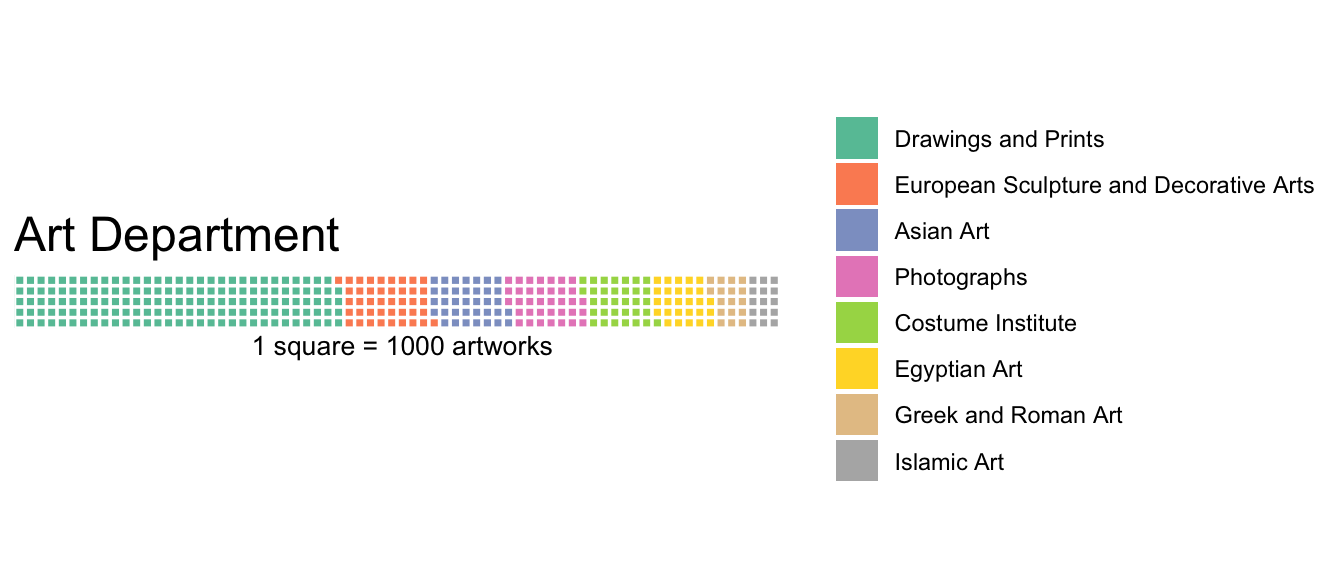 Art Department
1 square = 1000 artworks
Drawings and Prints
European Sculpture and Decorative Arts
Asian Art
Photographs
Costume Institute
Egyptian Art
Greek and Roman Art
Islamic Art